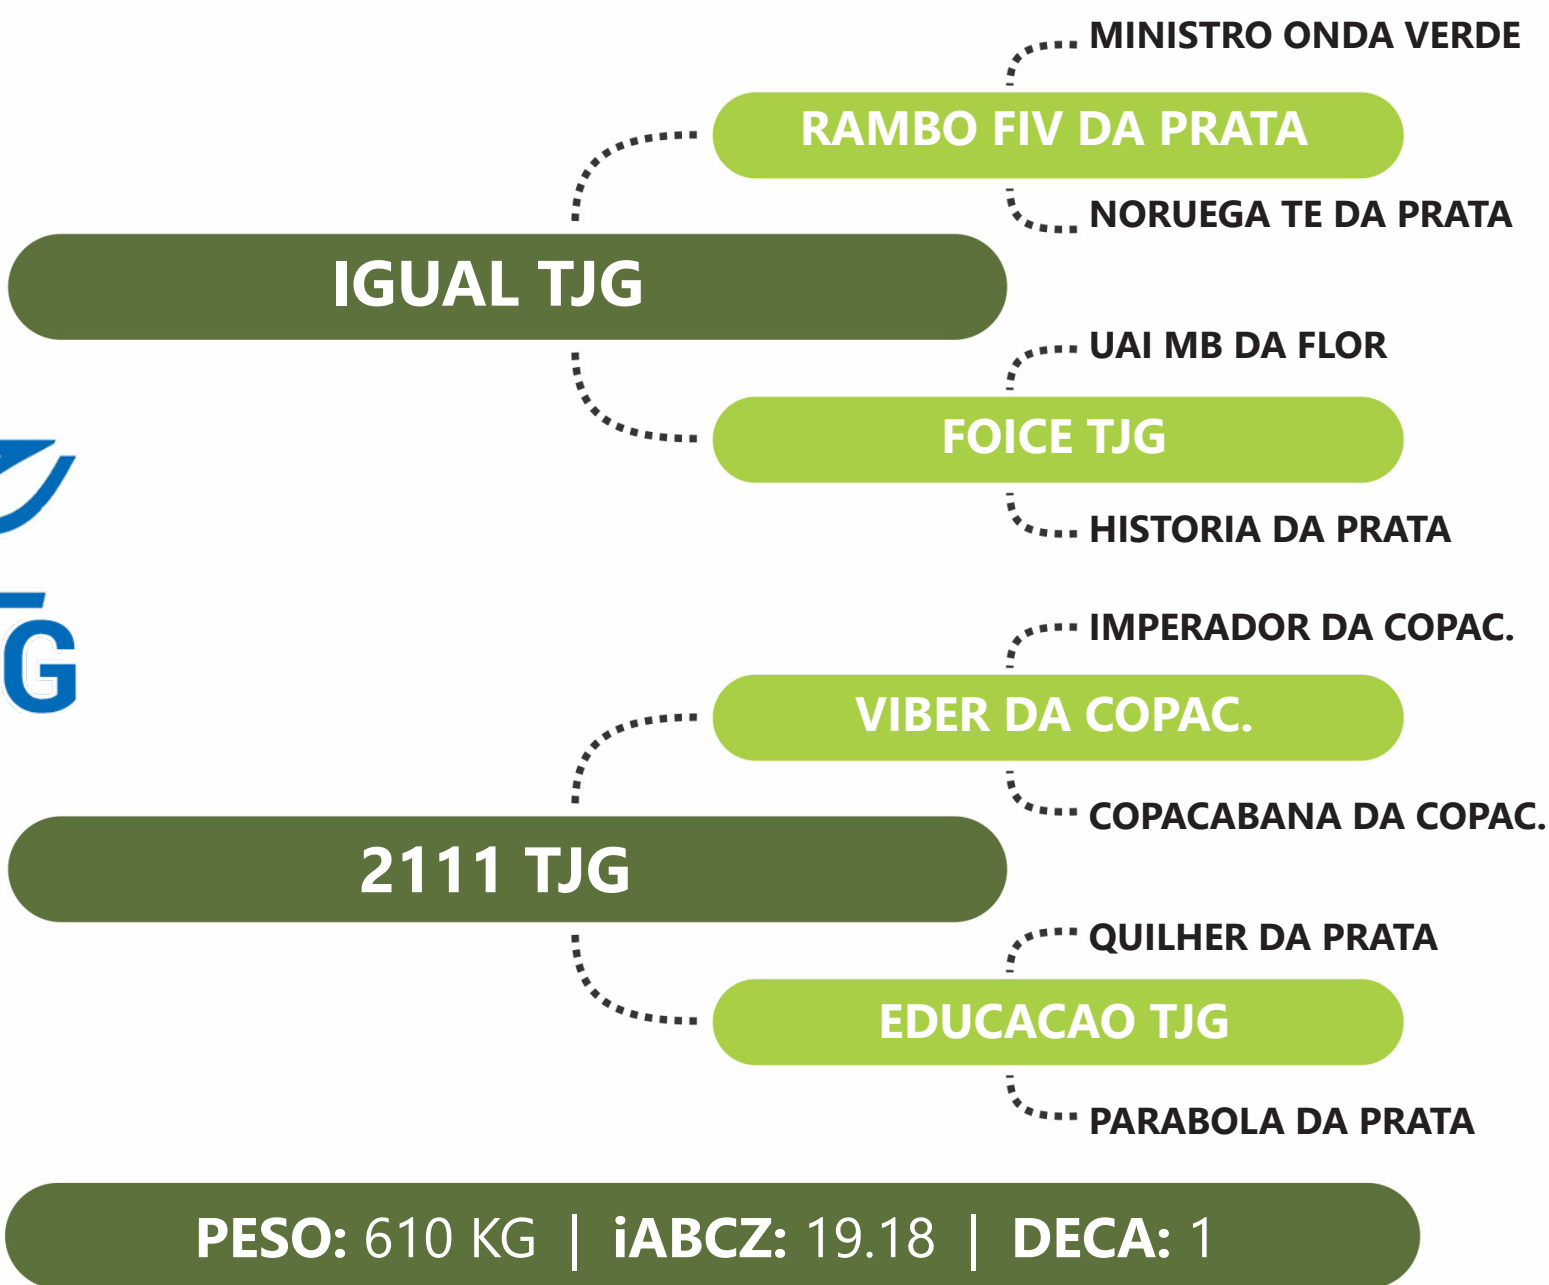 MINISTRO ONDA VERDE
RAMBO FIV DA PRATA
NORUEGA TE DA PRATA
IGUAL TJG
UAI MB DA FLOR
FOICE TJG
HISTORIA DA PRATA
G
IMPERADOR DA COPAC.
VIBER DA COPAC.
COPACABANA DA COPAC.
2111 TJG
QUILHER DA PRATA
EDUCACAO TJG
PARABOLA DA PRATA
PESO: 610 KG | iABCZ: 19.18 | DECA: 1